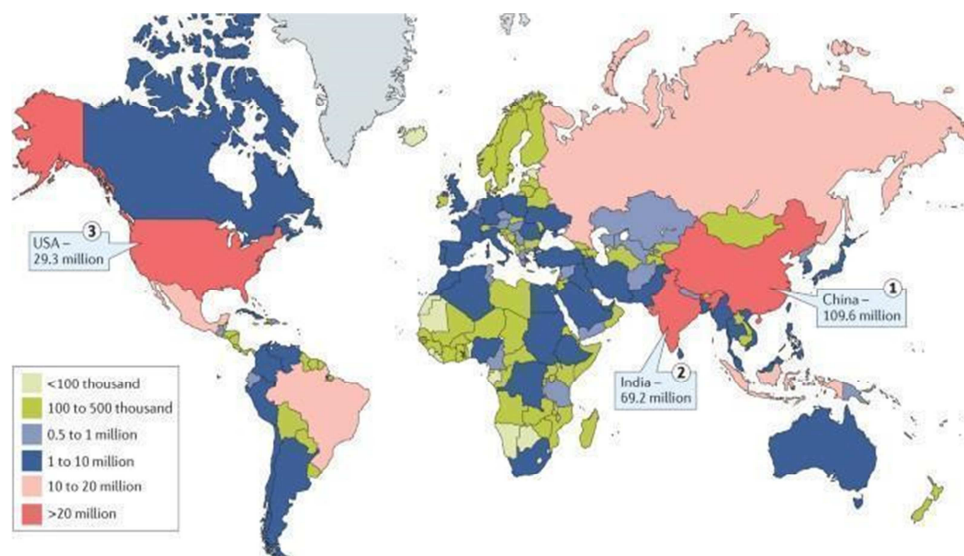 ③
USA –
29.3 million
①
China –
109.6 million
②
India –
69.2 million
<100 thousand
100 to 500 thousand
0.5 to 1 million
1 to 10 million
10 to 20 million
>20 million